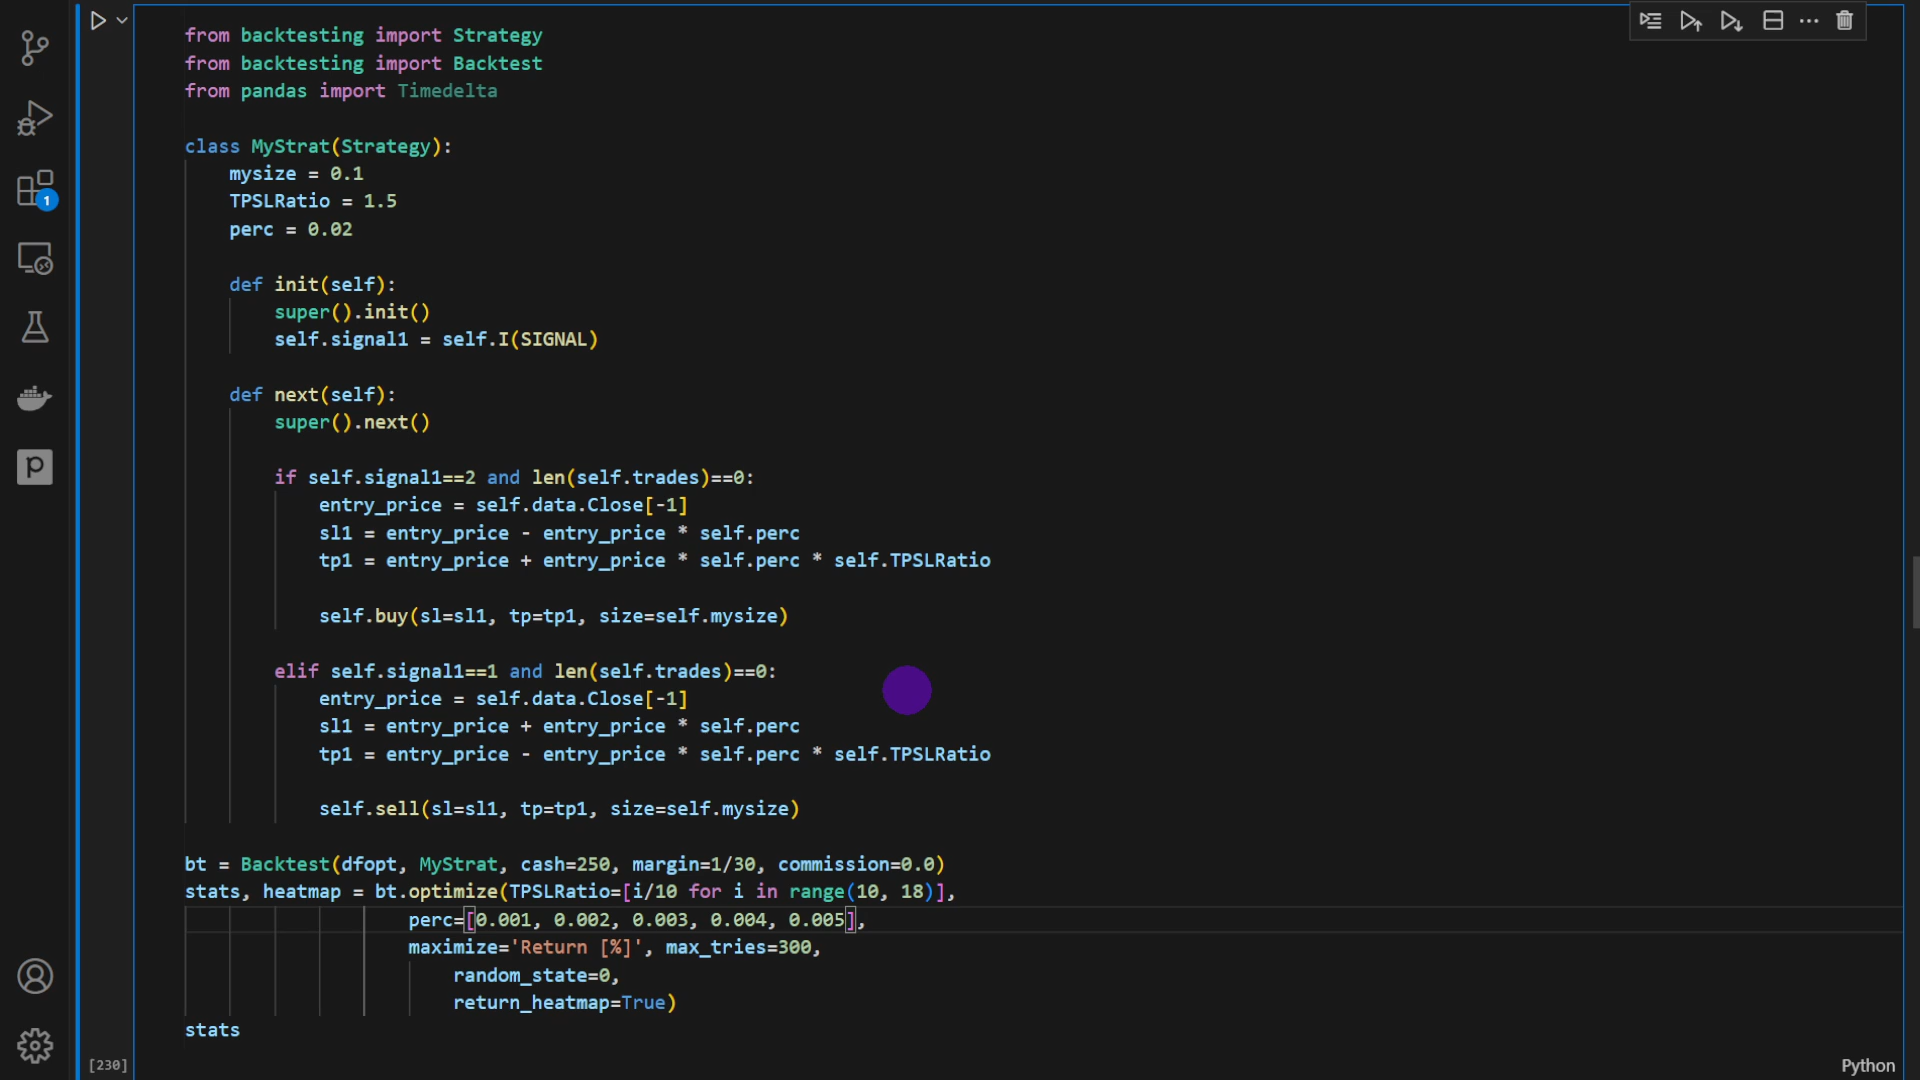 from backtesting import Strategy
from backtesting import Backtest
from pandas import Timedelta
class MyStrat(Strategy):
mysize = 0.1
TPSLRatio = 1.5
perc = 0.02
def init(self):
super().init()
self.signal1 = self.I(SIGNAL)
def next(self):
super().next()
if self.signal1==2 and len(self.trades)==0:
entry_price = self.data.Close[-1]
sl1 = entry_price - entry_price * self.perc
tp1 = entry_price + entry_price * self.perc * self.TPSLRatio
self.buy(sl=sl1, tp=tp1, size=self.mysize)
elif self.signal1==1 and len(self.trades)==0:
entry_price = self.data.Close[-1]
sl1 = entry_price + entry_price * self.perc
tp1 = entry_price - entry_price * self.perc * self.TPSLRatio
self.sell(sl=sl1, tp=tp1, size=self.mysize)
bt = Backtest(dfopt, MyStrat, cash=250, margin=1/30, commission=0.0)
stats, heatmap = bt.optimize(TPSLRatio=[i/10 for i in range(10, 18)],
perc=[0.001, 0.002, 0.003, 0.004, 0.005],
maximize='Return [%]', max_tries=300,
random_state=0,
return_heatmap=True)
stats
[230]
Python
1